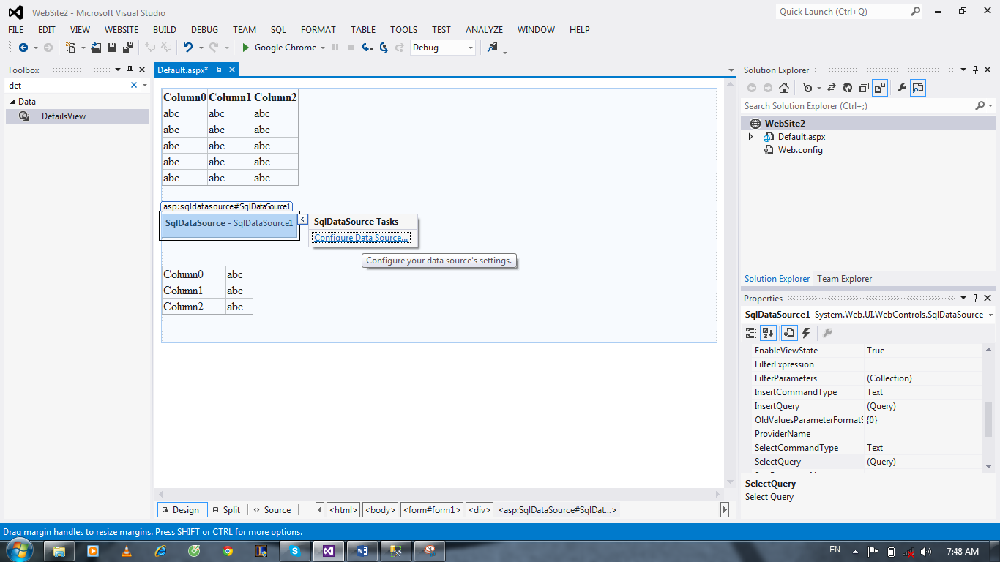 WebSite2 - Microsoft Visual Studio
Quick Launch (Ctrl+Q)
FILE EDIT VIEW WEBSITE BUILD DEBUG TEAM SQL FORMAT TABLE TOOLS TEST ANALYZE WINDOW HELP
Google Chrome Debug
Toolbox
det
Data
DetailsView
Default.aspx*
Column0 Column1 Column2
abc abc abc
abc abc abc
abc abc abc
abc abc abc
abc abc abc
asp:sqldatasource#SqlDataSource1
SqlDataSource - SqlDataSource1
SqlDataSource Tasks
Configure Data Source...
Configure your data source's settings.
Column0 abc
Column1 abc
Column2 abc
Design Split Source <html> <body> <form#form1> <div> <asp:SqlDataSource#SqlDat...>
Solution Explorer
Search Solution Explorer (Ctrl+;)
WebSite2
Default.aspx
Web.config
Solution Explorer Team Explorer
Properties
SqlDataSource1 System.Web.UI.WebControls.SqlDataSource
EnableViewState True
FilterExpression
FilterParameters (Collection)
InsertCommandType Text
InsertQuery (Query)
OldValuesParameterFormatS {0}
ProviderName
SelectCommandType Text
SelectQuery (Query)
SelectQuery
Select Query
Drag margin handles to resize margins. Press SHIFT or CTRL for more options.
EN 7:48 AM